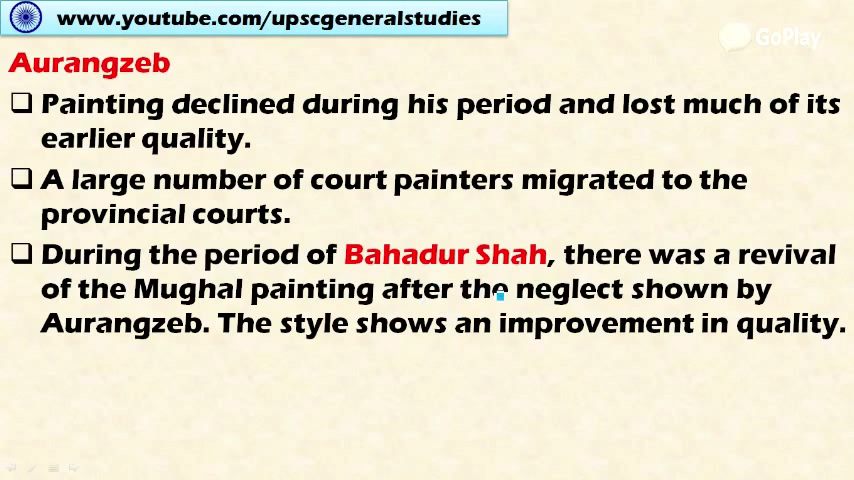 www.youtube.com/upscgeneralstudies
GoPlay
Aurangzeb
Painting declined during his period and lost much of its
earlier quality.
A large number of court painters migrated to the
provincial courts.
During the period of Bahadur Shah, there was a revival
of the Mughal painting after the neglect shown by
Aurangzeb. The style shows an improvement in quality.